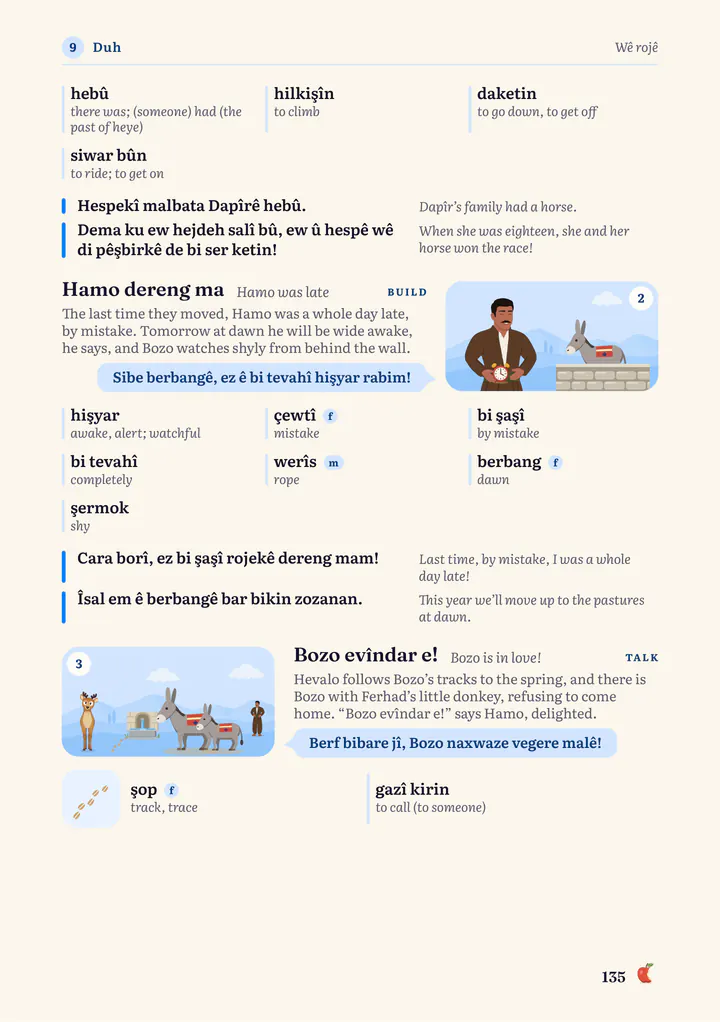 9 Duh
Wê rojê
hebû
there was; (someone) had (the
past of heye)
hilkişîn
to climb
daketin
to go down, to get off
siwar bûn
to ride; to get on
Hespekî malbata Dapîrê hebû.
Dapîr’s family had a horse.
Dema ku ew hejdeh salî bû, ew û hespê wê
di pêşbirkê de bi ser ketin!
When she was eighteen, she and her
horse won the race!
Hamo dereng ma Hamo was late BUILD
The last time they moved, Hamo was a whole day late,
by mistake. Tomorrow at dawn he will be wide awake,
he says, and Bozo watches shyly from behind the wall.
Sibe berbangê, ez ê bi tevahî hişyar rabim!
2
hişyar
awake, alert; watchful
çewtî f
mistake
bi şaşî
by mistake
bi tevahî
completely
werîs m
rope
berbang f
dawn
şermok
shy
Cara borî, ez bi şaşî rojekê dereng mam!
Last time, by mistake, I was a whole
day late!
Îsal em ê berbangê bar bikin zozanan.
This year we’ll move up to the pastures
at dawn.
3
Bozo evîndar e! Bozo is in love! TALK
Hevalo follows Bozo’s tracks to the spring, and there is
Bozo with Ferhad’s little donkey, refusing to come
home. “Bozo evîndar e!” says Hamo, delighted.
Berf bibare jî, Bozo naxwaze vegere malê!
şop f
track, trace
gazî kirin
to call (to someone)
135